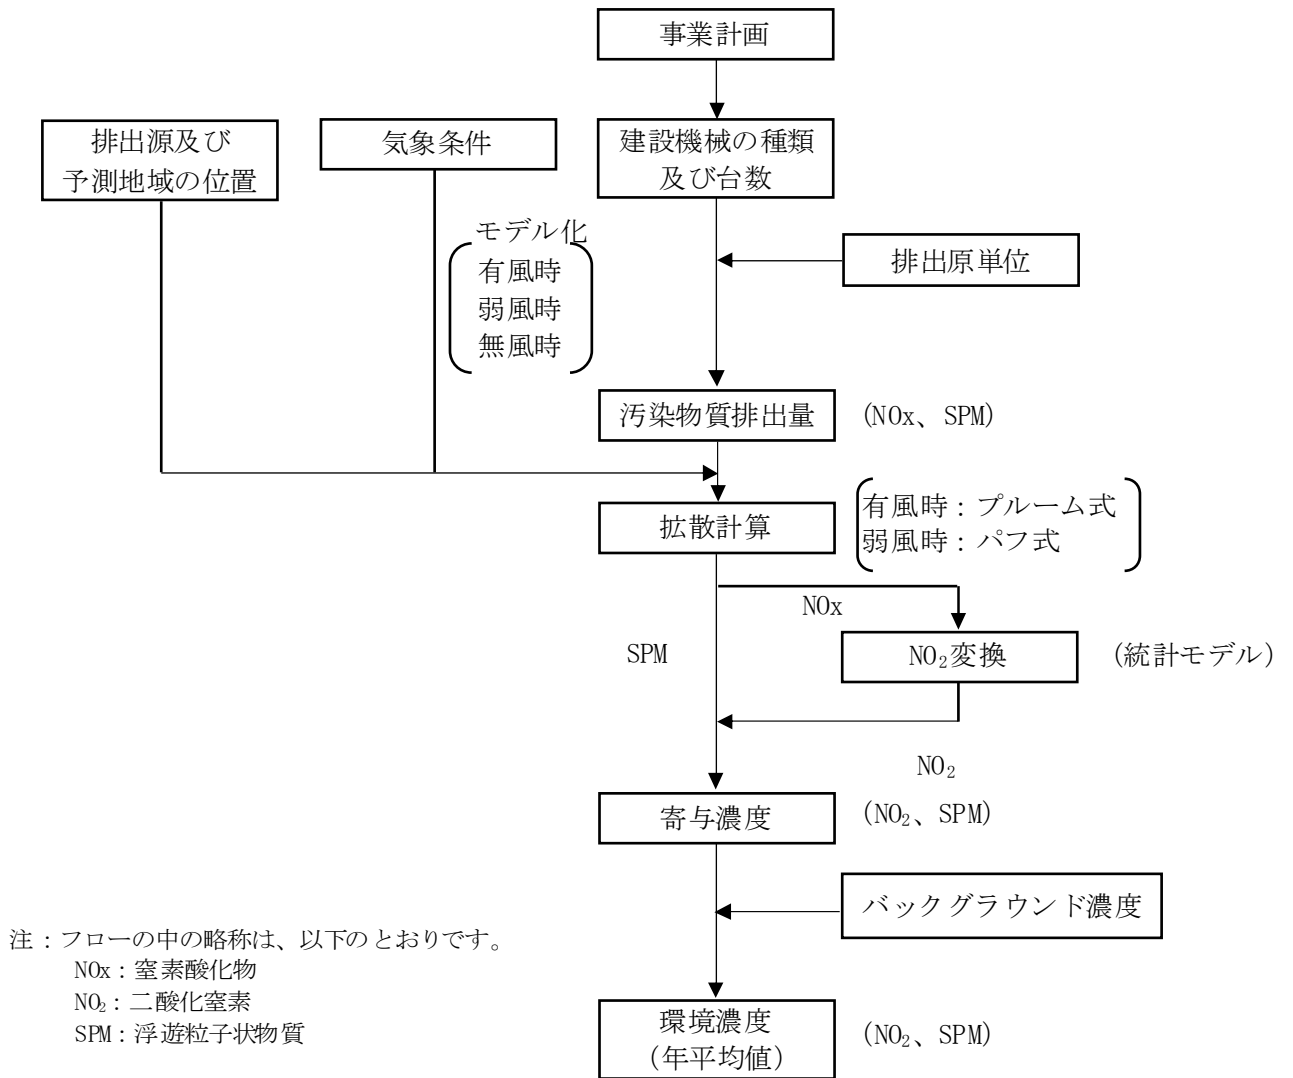 事業計画
排出源及び
予測地域の位置
気象条件
建設機械の種類
及び台数
モデル化
有風時
弱風時
無風時
排出原単位
汚染物質排出量
(NOx、SPM)
拡散計算
有風時：プルーム式
弱風時：パフ式
NOx
SPM
NO₂変換
(統計モデル)
NO₂
寄与濃度
(NO₂、SPM)
バックグラウンド濃度
注：フローの中の略称は、以下のとおりです。
NOx：窒素酸化物
NO₂：二酸化窒素
SPM：浮遊粒子状物質
環境濃度
(年平均値)
(NO₂、SPM)